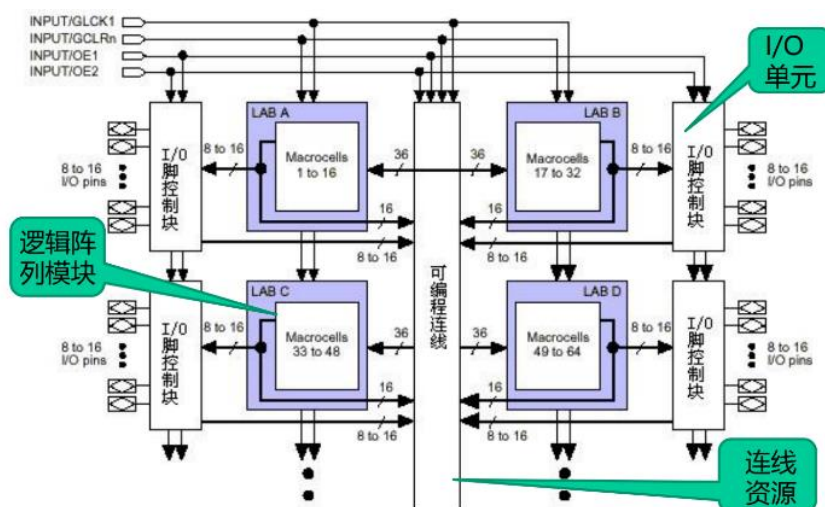 INPUT/GLCK1
INPUT/GCLRn
INPUT/OE1
INPUT/OE2
I/O
单元
LAB A
LAB B
8 to 16
Macrocells
1 to 16
36
36
Macrocells
17 to 32
8 to 16
I/O脚控制块
I/O脚控制块
8 to 16
I/O pins
8 to 16
I/O pins
16
16
8 to 16
8 to 16
逻辑阵
列模块
可编程连线
LAB C
LAB D
8 to 16
Macrocells
33 to 48
36
36
Macrocells
49 to 64
8 to 16
I/O脚控制块
I/O脚控制块
8 to 16
I/O pins
8 to 16
I/O pins
16
16
8 to 16
8 to 16
连线
资源